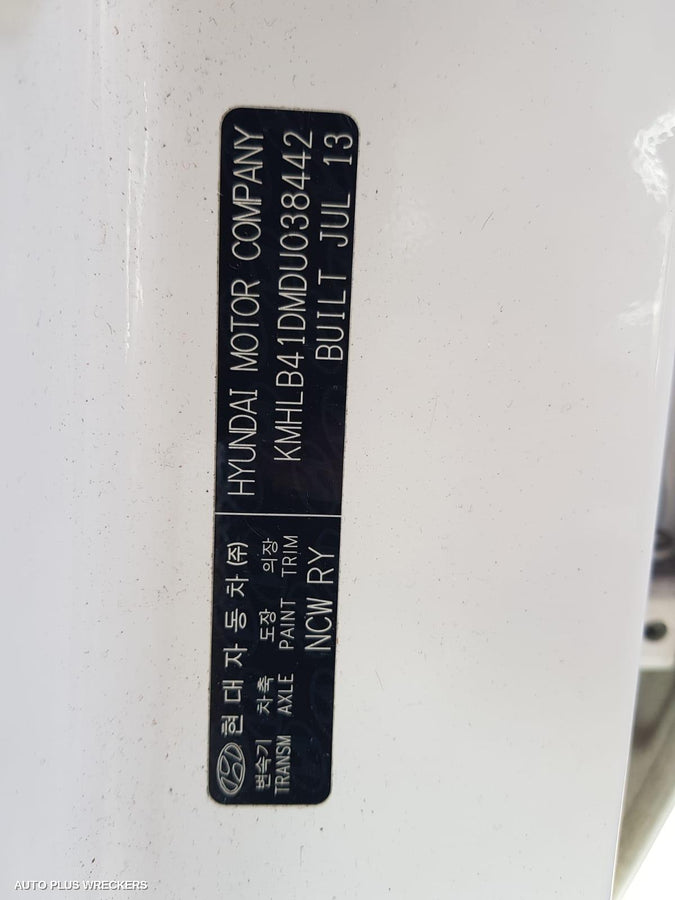 현대자동차(주)
변속기 차축 도장 의장
TRANSM AXLE PAINT TRIM
NCW RY
HYUNDAI MOTOR COMPANY
KMHLB41DMDU038442
BUILT JUL 13
AUTO PLUS WRECKERS